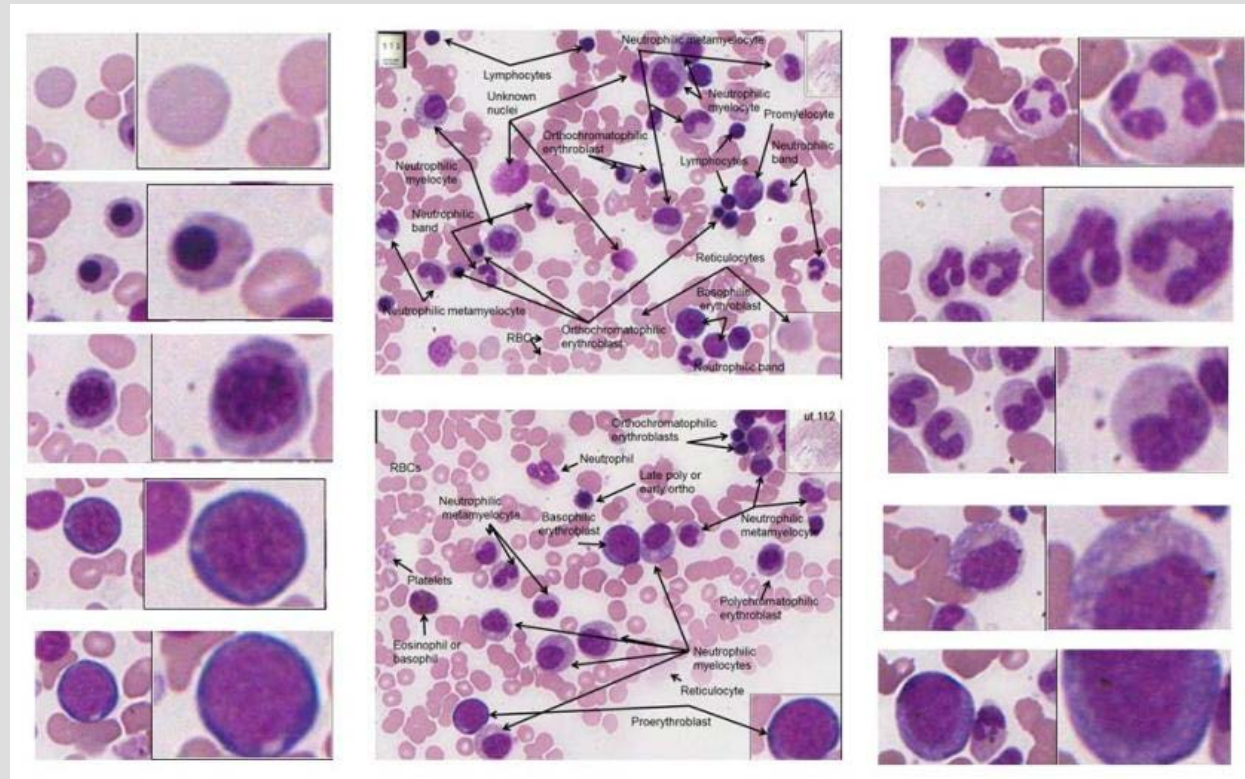 112
Neutrophilic metamyelocyte
Lymphocytes
Unknown
nuclei
Neutrophilic
myelocyte
Promyelocyte
Orthochromatophilic
erythroblast
Lymphocytes
Neutrophilic
band
Neutrophilic
myelocyte
Neutrophilic
band
Reticulocytes
Basophilic
erythroblast
Neutrophilic metamyelocyte
Orthochromatophilic
erythroblast
RBCs
Neutrophilic band
ut 112
Orthochromatophilic
erythroblasts
RBCs
Neutrophil
Late poly or
early ortho
Neutrophilic
metamyelocyte
Basophilic
erythroblast
Neutrophilic
metamyelocyte
Platelets
Polychromatophilic
erythroblast
Eosinophil or
basophil
Neutrophilic
myelocytes
Reticulocyte
Proerythroblast